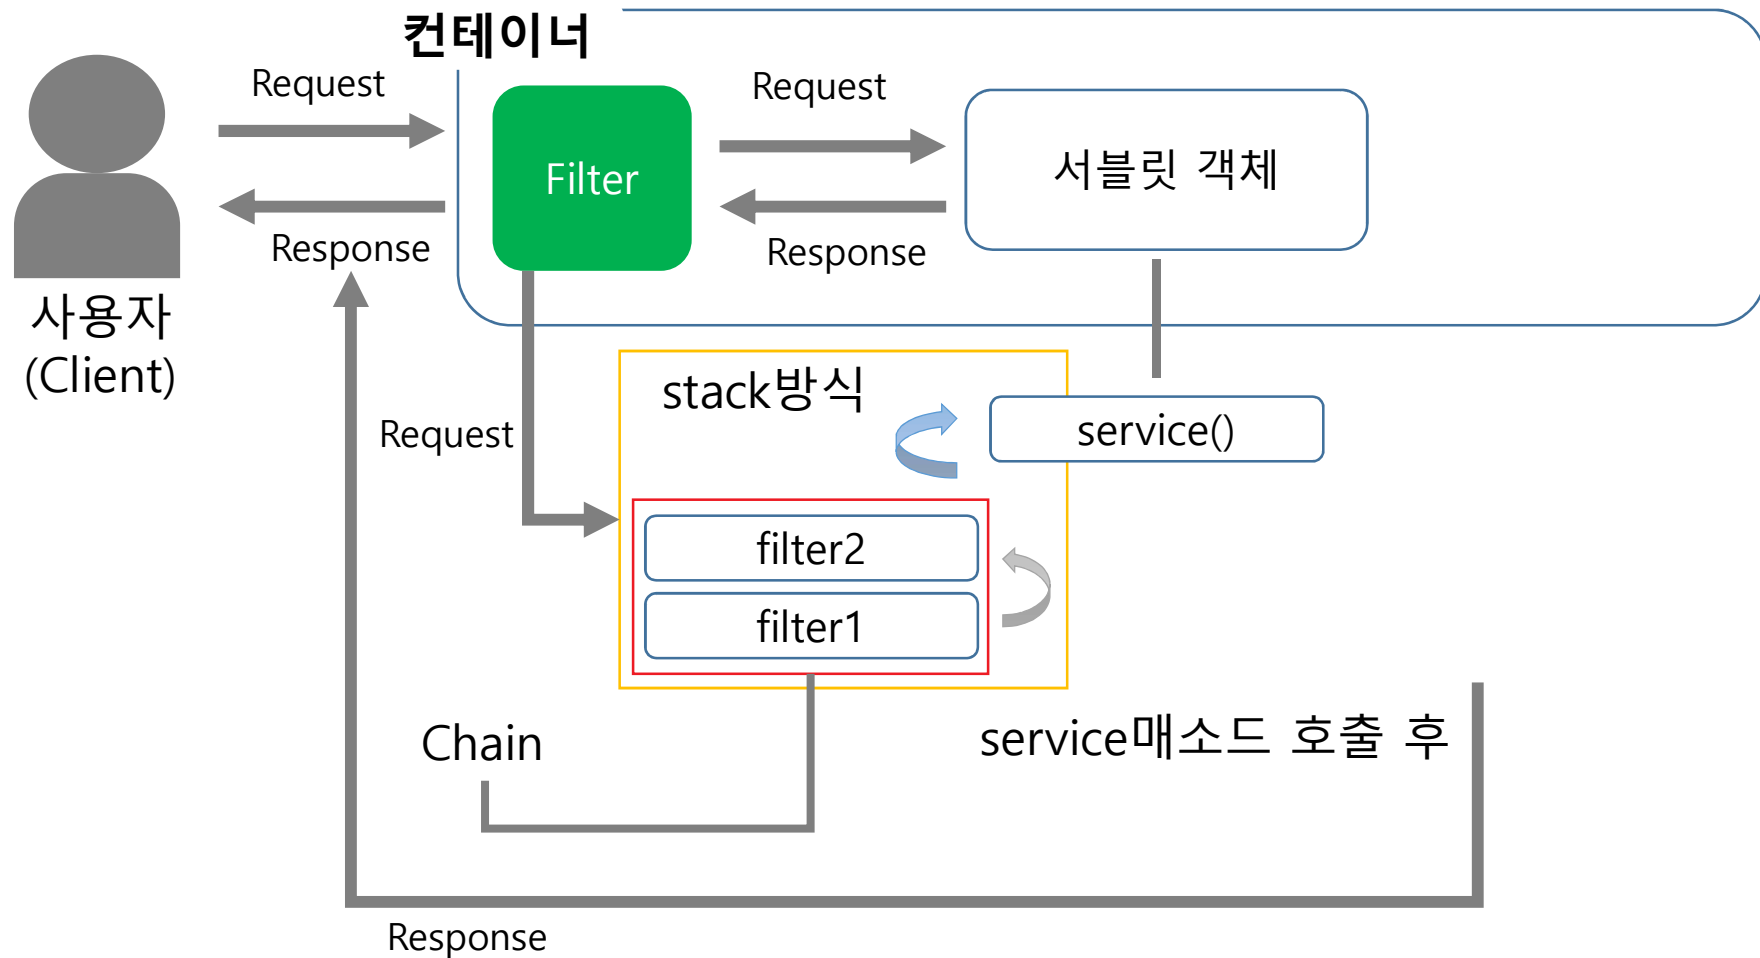 컨테이너
Request
Request
Filter
서블릿 객체
Response
Response
사용자
(Client)
stack방식
Request
service()
filter2
filter1
Chain
service매소드 호출 후
Response